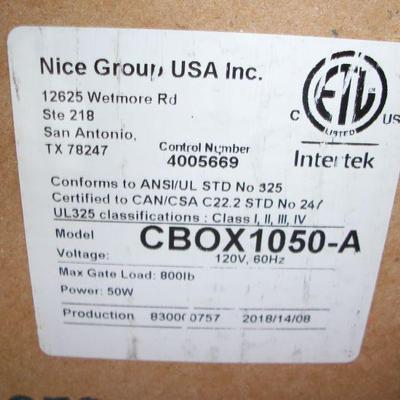 Nice Group USA Inc.
12625 Wetmore Rd
Ste 218
San Antonio,
TX 78247
Control Number
4005669
C ETL US
LISTED
Intertek
Conforms to ANSI/UL STD No 325
Certified to CAN/CSA C22.2 STD No 247
UL325 classifications : Class I, II, III, IV
Model CBOX1050-A
Voltage: 120V, 60Hz
Max Gate Load: 800lb
Power: 50W
Production 2018/14/08